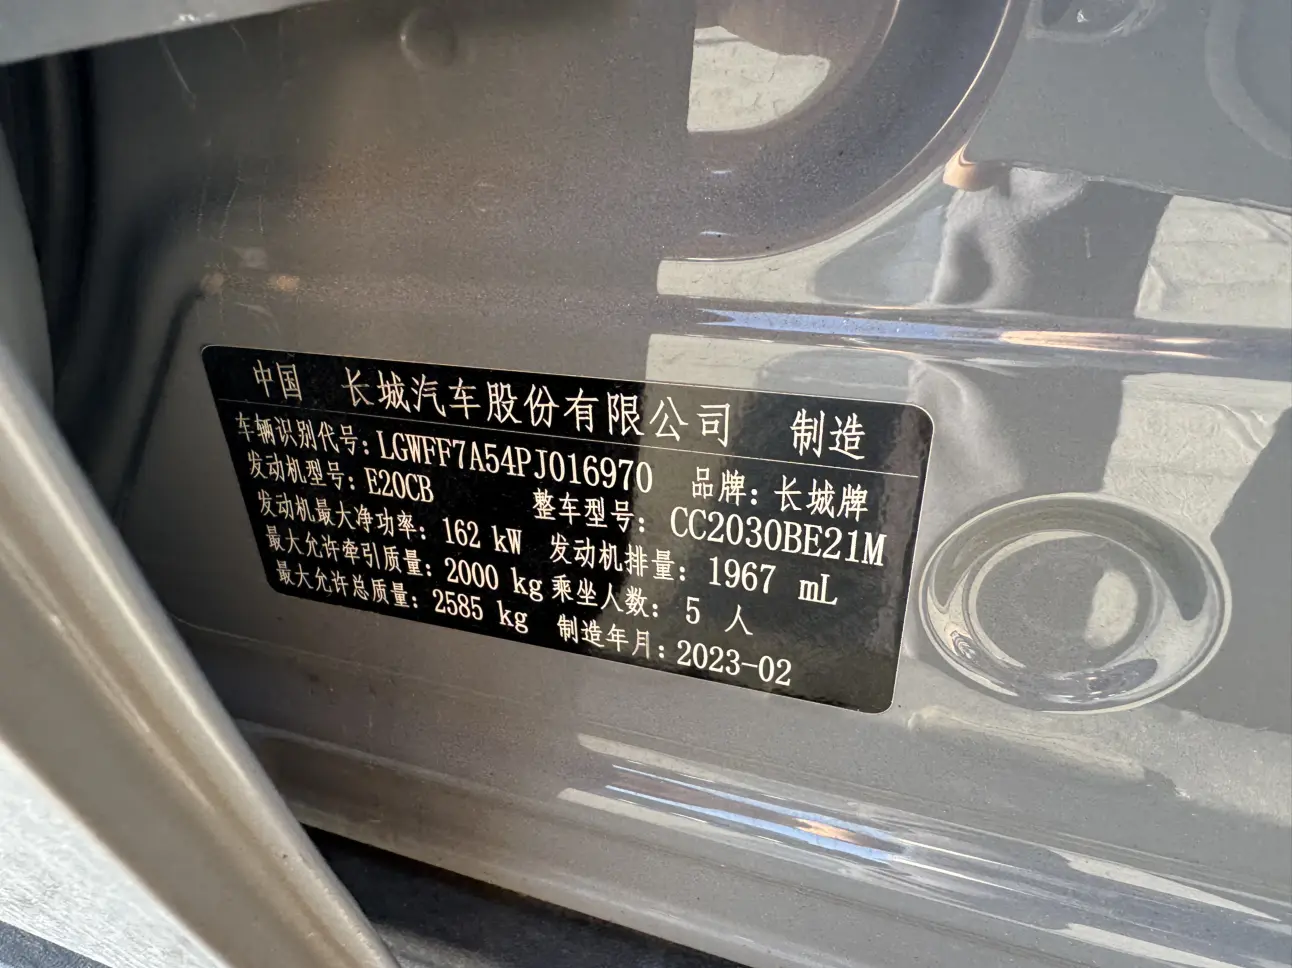 中国 长城汽车股份有限公司 制造
车辆识别代号：LGWFF7A54PJ016970 品牌：长城牌
发动机型号：E20CB 整车型号：CC2030BE21M
发动机最大净功率：162 kW 发动机排量：1967 mL
最大允许牵引质量：2000 kg 乘坐人数：5 人
最大允许总质量：2585 kg 制造年月：2023-02